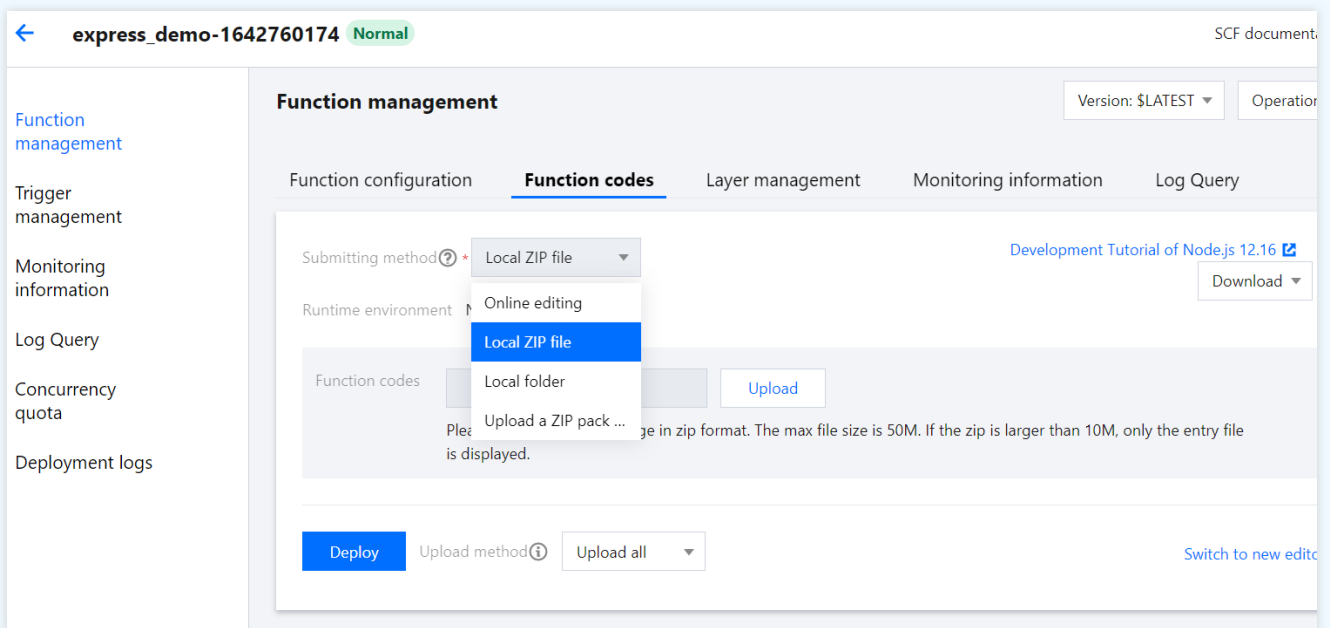 express_demo-1642760174 Normal
SCF documenta
Function management
Version: $LATEST
Operation
Function
management
Trigger
management
Monitoring
information
Log Query
Concurrency
quota
Deployment logs
Function configuration
Function codes
Layer management
Monitoring information
Log Query
Submitting method ? *
Local ZIP file
Development Tutorial of Node.js 12.16
Download
Online editing
Runtime environment
Local ZIP file
Local folder
Upload a ZIP pack ...
Function codes
Upload
Plea ge in zip format. The max file size is 50M. If the zip is larger than 10M, only the entry file
is displayed.
Deploy
Upload method
Upload all
Switch to new edito